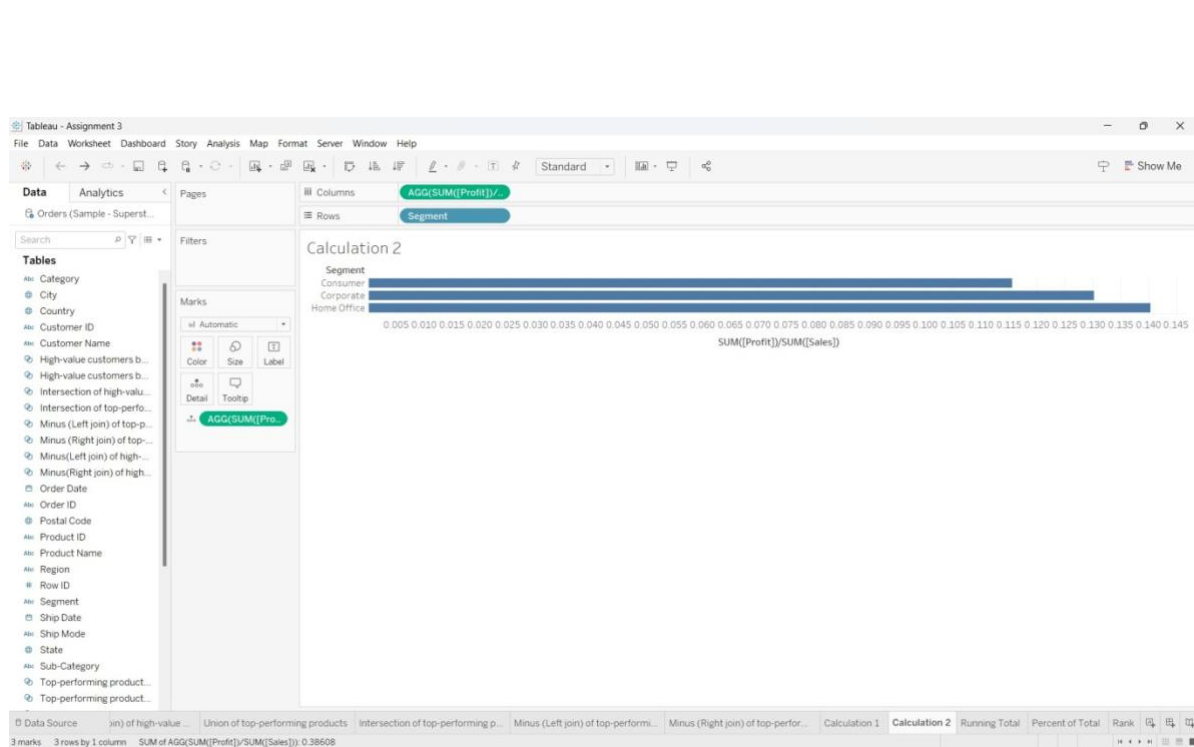 Tableau - Assignment 3
File Data Worksheet Dashboard Story Analysis Map Format Server Window Help
Standard
Show Me
Data Analytics
Pages
Columns AGG(SUM([Profit])/..
Orders (Sample - Superst...
Rows Segment
Search
Filters
Calculation 2
Tables
Category
City
Country
Customer ID
Customer Name
High-value customers b...
High-value customers b...
Intersection of high-valu...
Intersection of top-perfo...
Minus (Left join) of top-p...
Minus (Right join) of top-...
Minus(Left join) of high-...
Minus(Right join) of high...
Order Date
Order ID
Postal Code
Product ID
Product Name
Region
Row ID
Segment
Ship Date
Ship Mode
State
Sub-Category
Top-performing product...
Top-performing product...
Marks
Automatic
Color Size Label
Detail Tooltip
AGG(SUM([Pro..
Segment
Consumer
Corporate
Home Office
0.005 0.010 0.015 0.020 0.025 0.030 0.035 0.040 0.045 0.050 0.055 0.060 0.065 0.070 0.075 0.080 0.085 0.090 0.095 0.100 0.105 0.110 0.115 0.120 0.125 0.130 0.135 0.140 0.145
SUM([Profit])/SUM([Sales])
Data Source oin) of high-value ... Union of top-performing products Intersection of top-performing p... Minus (Left join) of top-performi... Minus (Right join) of top-perfor... Calculation 1 Calculation 2 Running Total Percent of Total Rank
3 marks 3 rows by 1 column SUM of AGG(SUM([Profit])/SUM([Sales])): 0.38608